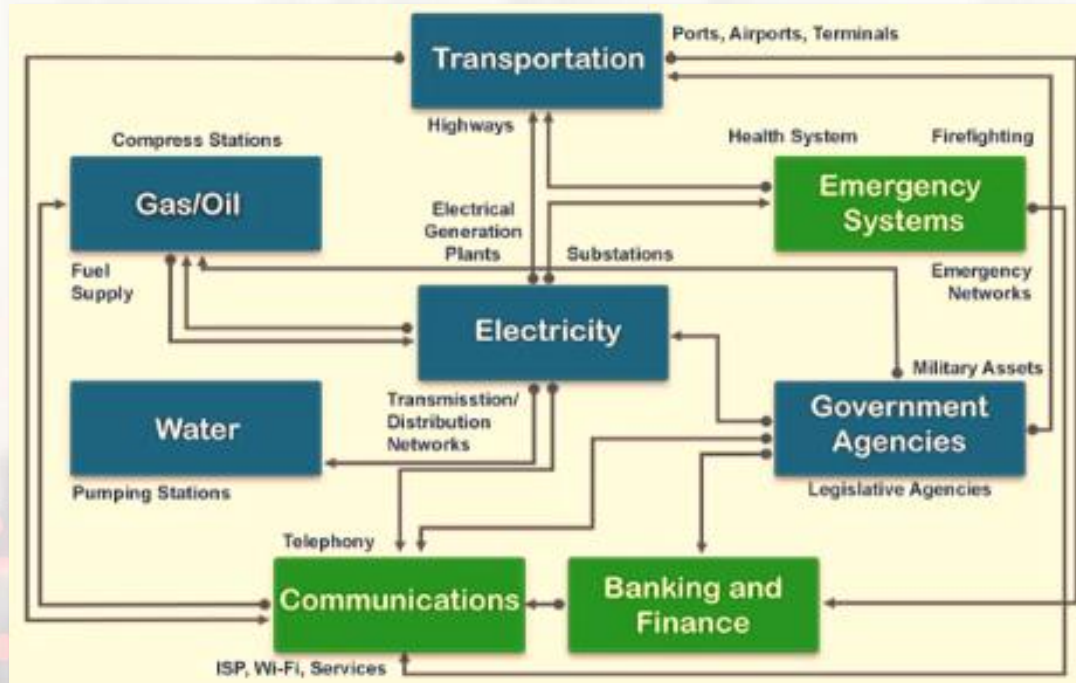 Ports, Airports, Terminals
Transportation
Highways
Health System
Firefighting
Compress Stations
Gas/Oil
Emergency
Systems
Electrical
Generation
Plants
Substations
Fuel
Supply
Emergency
Networks
Electricity
Military Assets
Transmisstion/
Distribution
Networks
Water
Government
Agencies
Pumping Stations
Legislative Agencies
Telephony
Communications
Banking and
Finance
ISP, Wi-Fi, Services